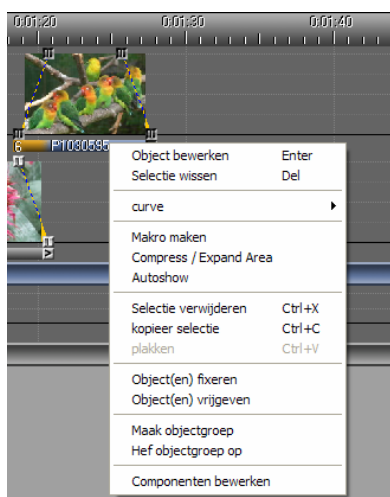 0:01:20 0:01:30 0:01:40
6 P1030595
Object bewerken Enter
Selectie wissen Del
curve
Makro maken
Compress / Expand Area
Autoshow
Selectie verwijderen Ctrl+X
kopieer selectie Ctrl+C
plakken Ctrl+V
Object(en) fixeren
Object(en) vrijgeven
Maak objectgroep
Hef objectgroep op
Componenten bewerken